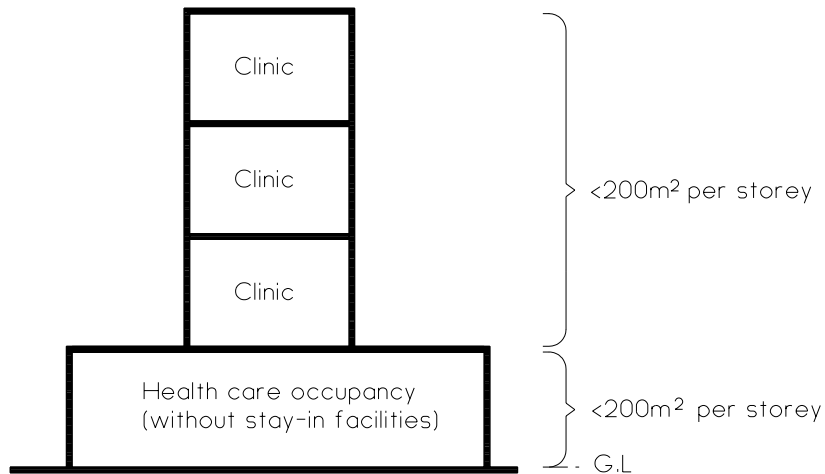 Clinic
Clinic
<200m² per storey
Clinic
Health care occupancy
(without stay-in facilities)
<200m² per storey
G.L